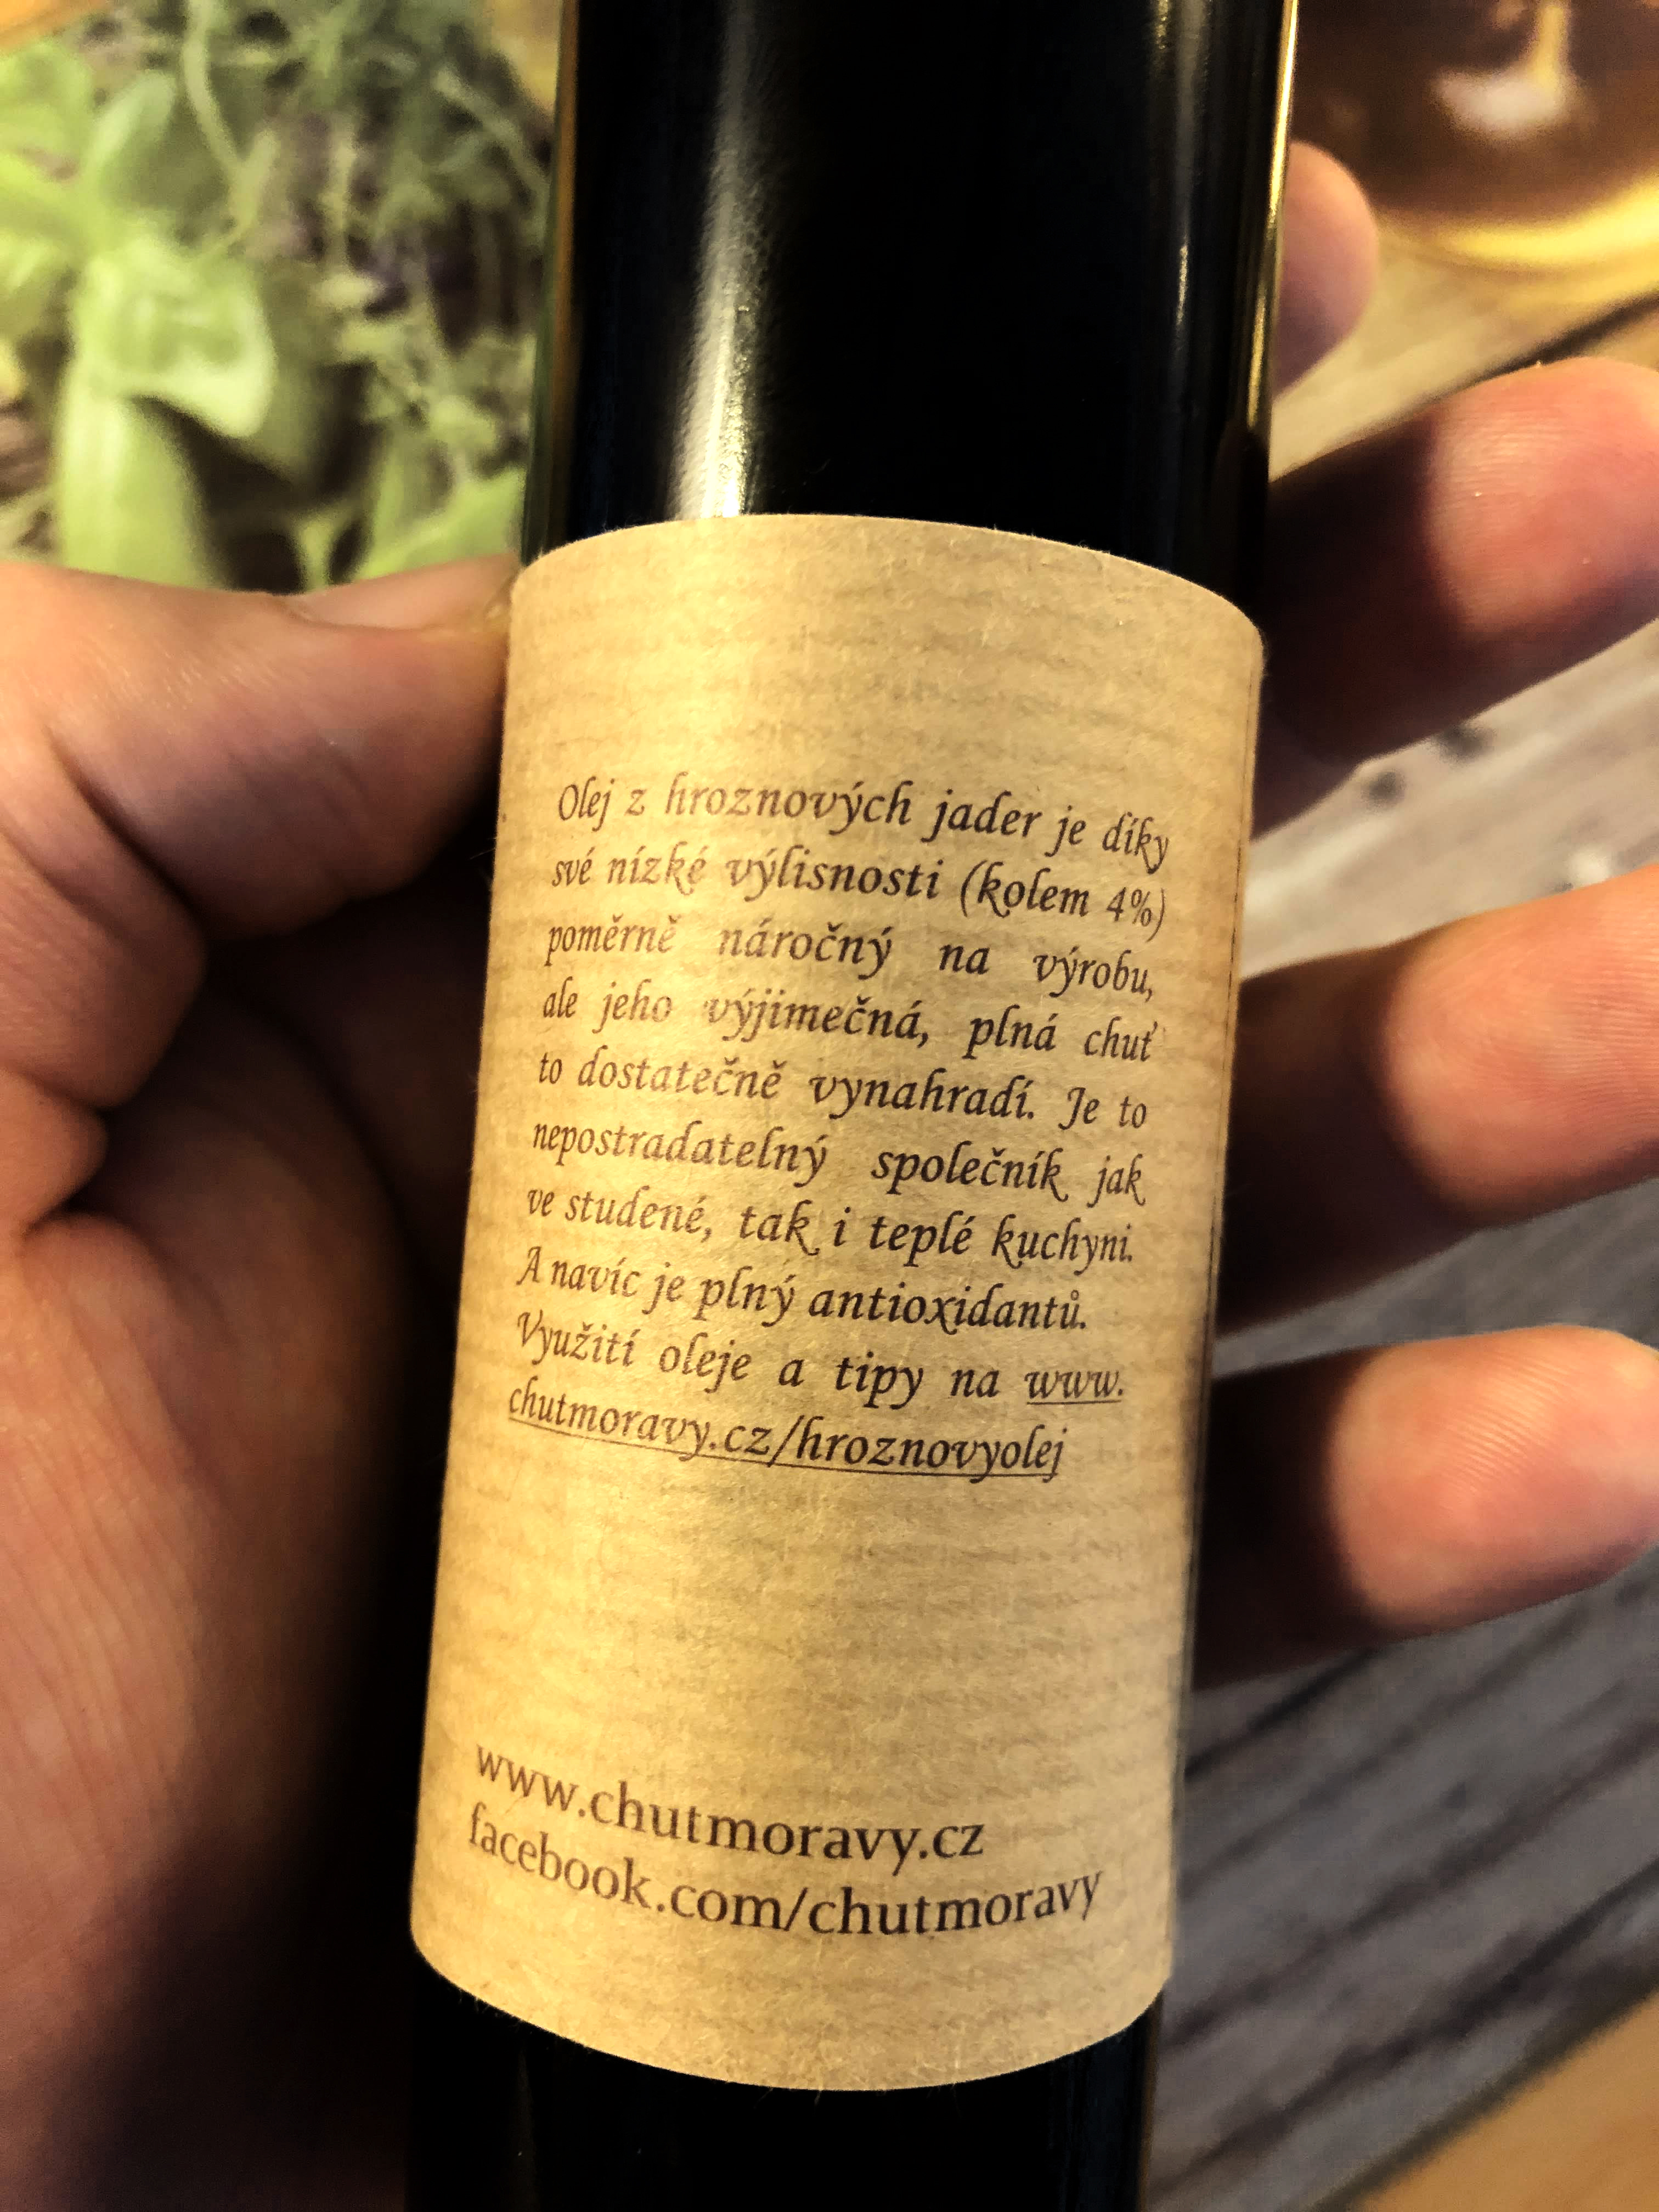 Olej z hroznových jader je díky
své nízké výlisnosti (kolem 4%)
poměrně náročný na výrobu,
ale jeho výjimečná, plná chuť
to dostatečně vynahradí. Je to
nepostradatelný společník jak
ve studené, tak i teplé kuchyni.
A navíc je plný antioxidantů.
Využití oleje a tipy na www.
chutmoravy.cz/hroznovyolej
www.chutmoravy.cz
facebook.com/chutmoravy